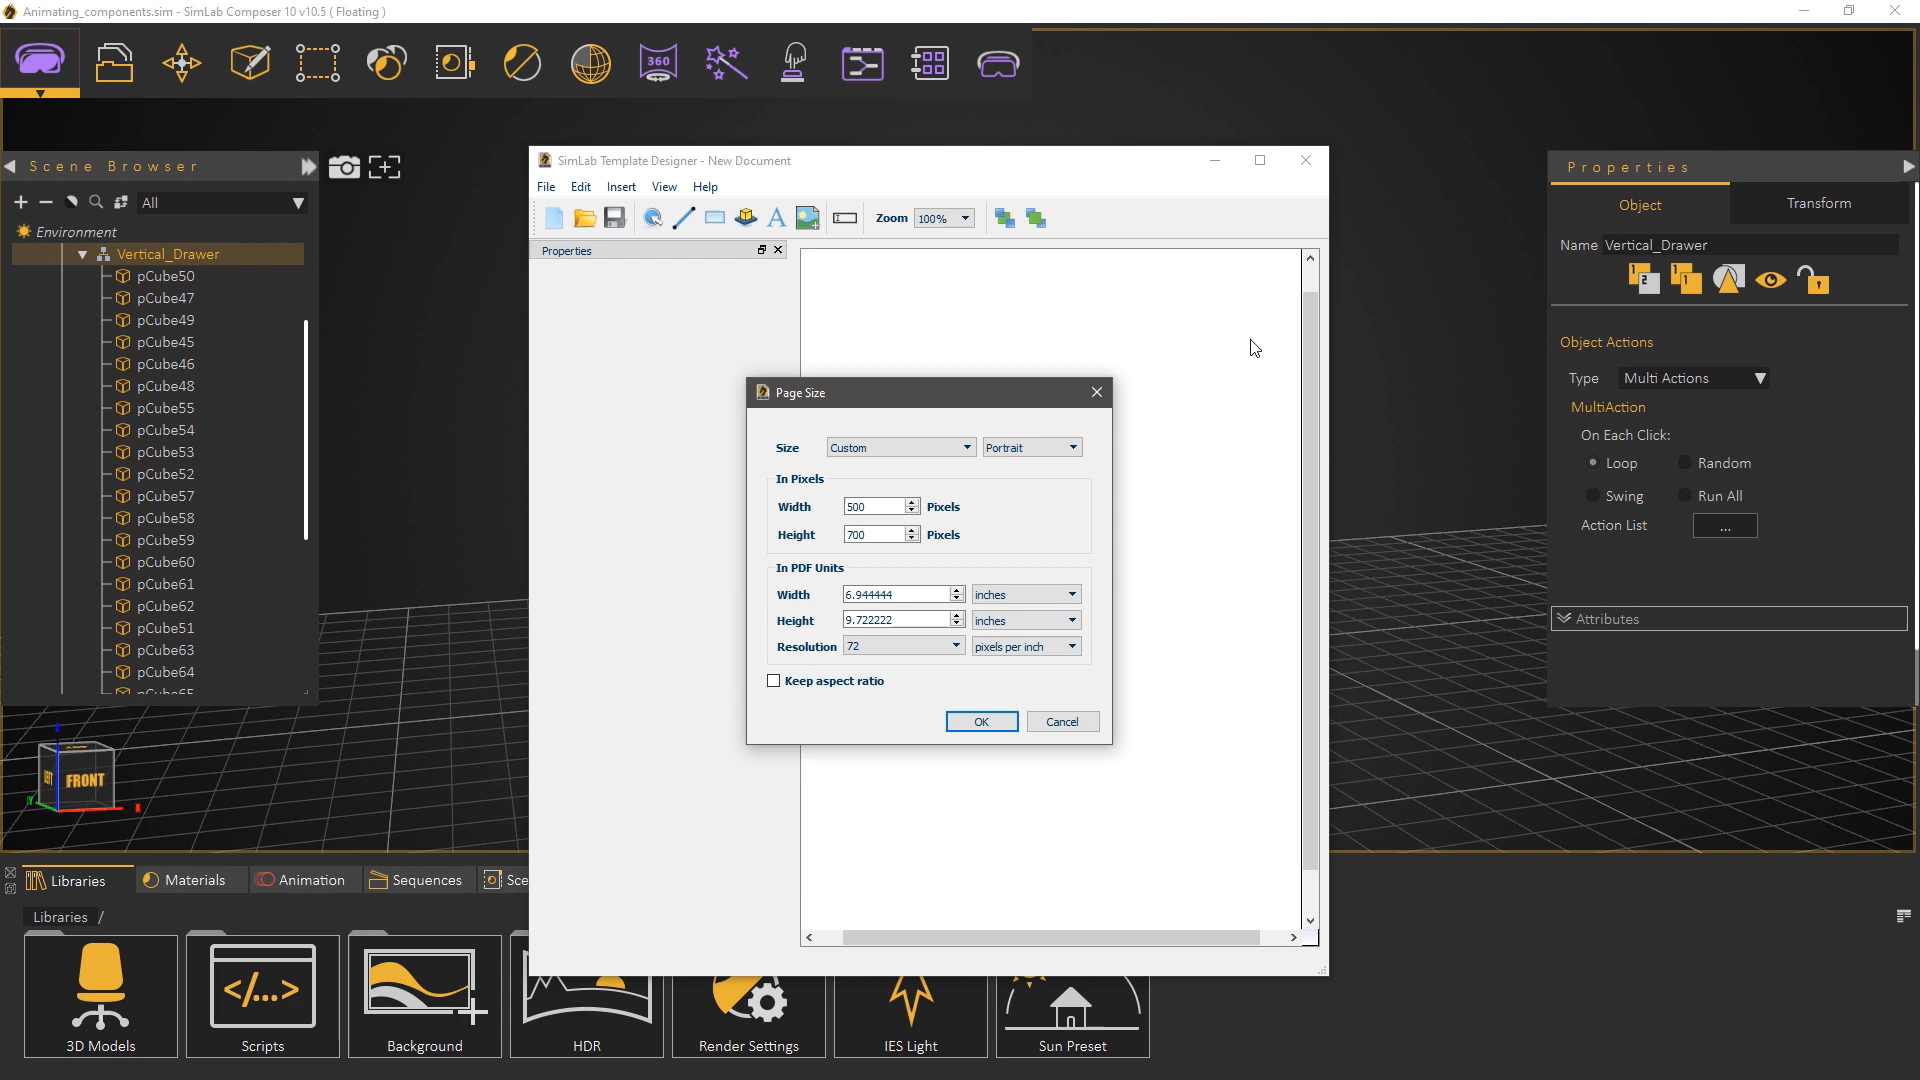 Animating_components.sim - SimLab Composer 10 v10.5 ( Floating )
360
Scene Browser
All
Environment
Vertical_Drawer
pCube50
pCube47
pCube49
pCube45
pCube46
pCube48
pCube55
pCube54
pCube53
pCube52
pCube57
pCube58
pCube59
pCube60
pCube61
pCube62
pCube51
pCube63
pCube64
pCube65
FRONT
SimLab Template Designer - New Document
File Edit Insert View Help
Zoom 100%
Properties
Page Size
Size Custom Portrait
In Pixels
Width 500 Pixels
Height 700 Pixels
In PDF Units
Width 6.944444 inches
Height 9.722222 inches
Resolution 72 pixels per inch
Keep aspect ratio
OK Cancel
Properties
Object Transform
Name Vertical_Drawer
Object Actions
Type Multi Actions
MultiAction
On Each Click:
Loop Random
Swing Run All
Action List ...
Attributes
Libraries Materials Animation Sequences Sce
Libraries /
3D Models Scripts Background HDR Render Settings IES Light Sun Preset